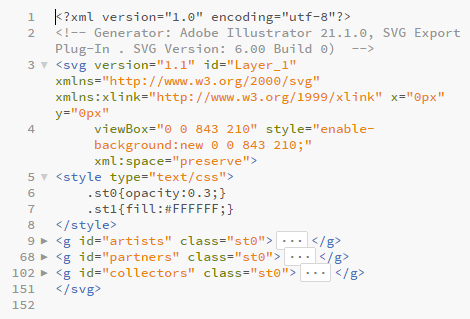 1 <?xml version="1.0" encoding="utf-8"?>
2 <!-- Generator: Adobe Illustrator 21.1.0, SVG Export
Plug-In . SVG Version: 6.00 Build 0)  -->
3 <svg version="1.1" id="Layer_1"
xmlns="http://www.w3.org/2000/svg"
xmlns:xlink="http://www.w3.org/1999/xlink" x="0px"
y="0px"
4 viewBox="0 0 843 210" style="enable-
background:new 0 0 843 210;"
xml:space="preserve">
5 <style type="text/css">
6 .st0{opacity:0.3;}
7 .st1{fill:#FFFFFF;}
8 </style>
9 <g id="artists" class="st0">...</g>
68 <g id="partners" class="st0">...</g>
102 <g id="collectors" class="st0">...</g>
151 </svg>
152